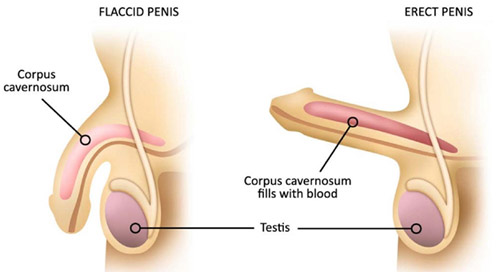 FLACCID PENIS
ERECT PENIS
Corpus
cavernosum
Corpus cavernosum
fills with blood
Testis